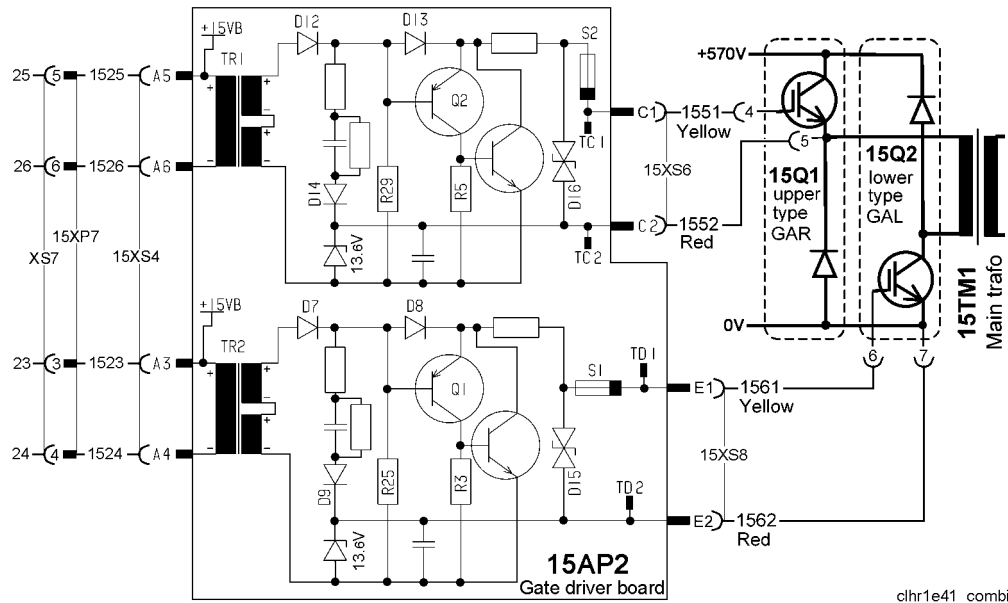 D12
D13
S2
+15VB
+570V
TR1
25 5 1525 A5
Q2
C1 1551 4
Yellow
TC1
5
26 6 1526 A6
15XS6
15Q1
upper
type
GAR
15Q2
lower
type
GAL
D14
R29
R5
D16
C2 1552
Red
TC2
XS7
15XP7
15XS4
13.6V
15TM1
Main trafo
+15VB
D7
D8
0V
TR2
TD1
6 7
23 3 1523 A3
S1
E1 1561
Yellow
Q1
15XS8
24 4 1524 A4
D9
R25
R3
D15
TD2
E2 1562
Red
13.6V
15AP2
Gate driver board
clhr1e41_combi